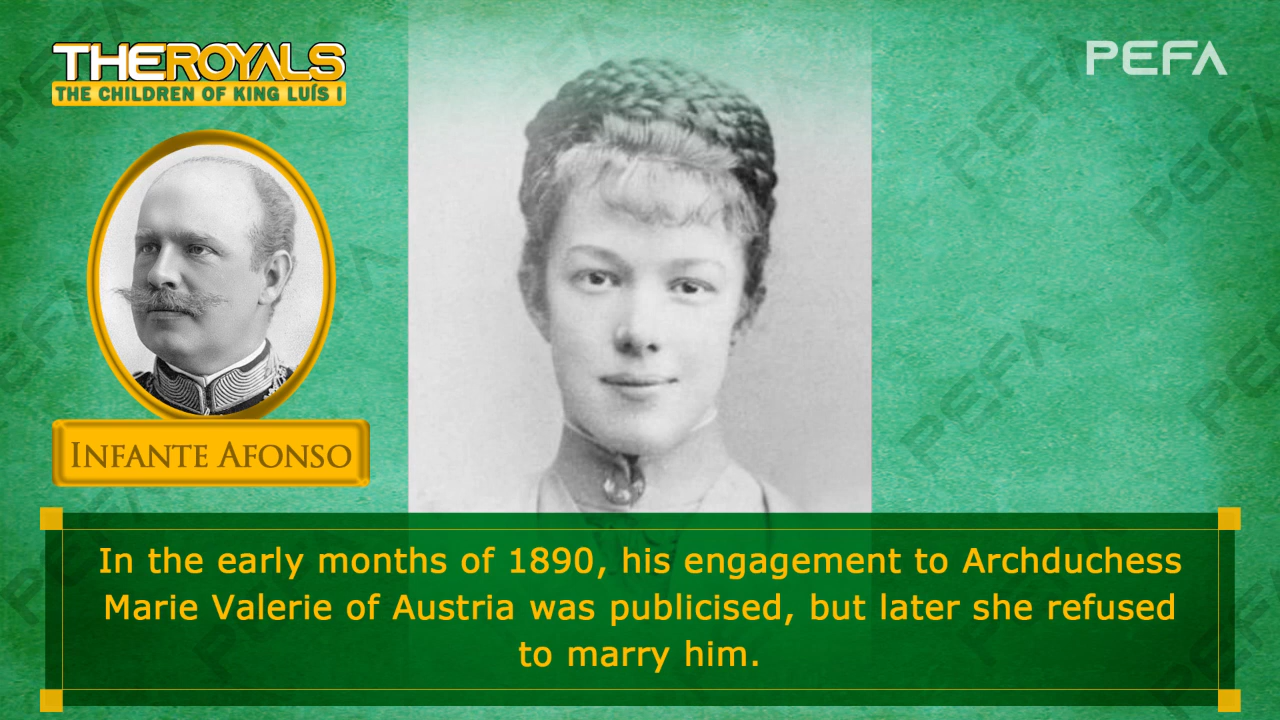 THEROYALS
THE CHILDREN OF KING LUÍS I
PEFA
INFANTE AFONSO
In the early months of 1890, his engagement to Archduchess
Marie Valerie of Austria was publicised, but later she refused
to marry him.